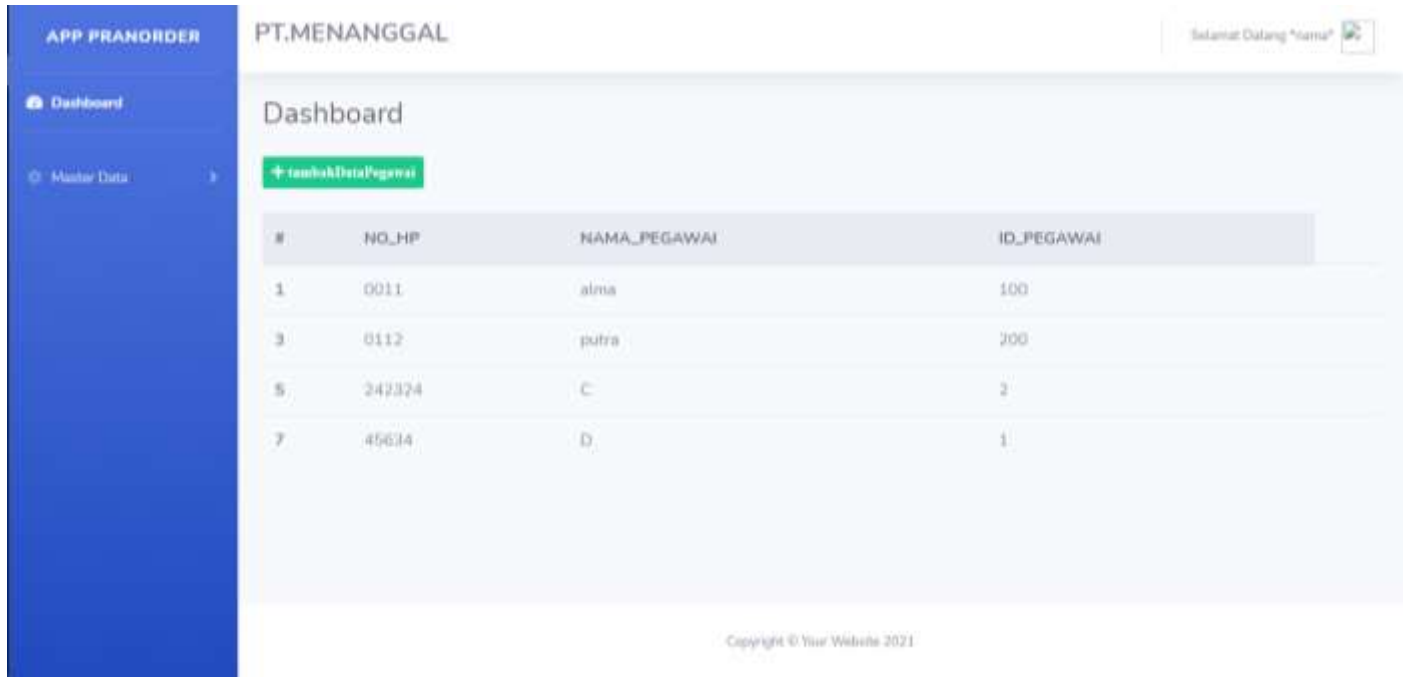 APP PRANORDER
PT.MENANGGAL
Selamat Datang *nama*
Dashboard
Master Data
Dashboard
+ tambahDataPegawai
# NO_HP NAMA_PEGAWAI ID_PEGAWAI
1 0011 alma 100
3 0112 putra 200
5 242324 C 2
7 45634 D 1
Copyright © Your Website 2021